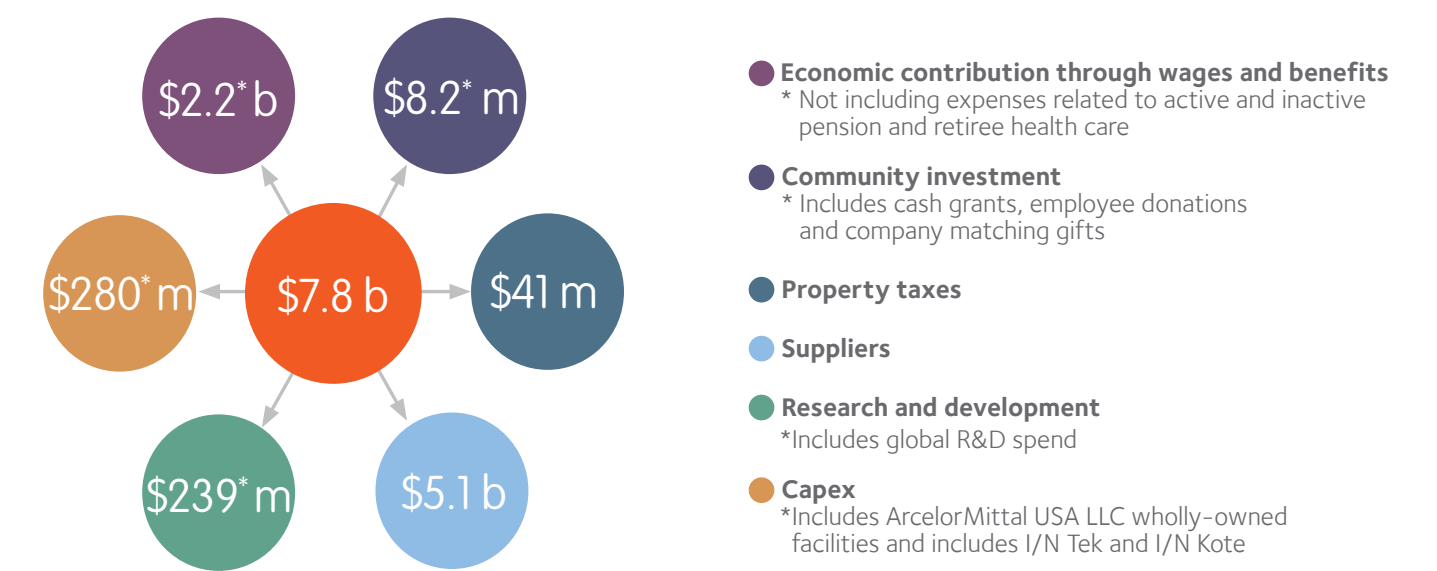 $2.2* b
$8.2* m
$280* m
$7.8 b
$41 m
$239* m
$5.1 b
Economic contribution through wages and benefits
* Not including expenses related to active and inactive
pension and retiree health care
Community investment
* Includes cash grants, employee donations
and company matching gifts
Property taxes
Suppliers
Research and development
*Includes global R&D spend
Capex
*Includes ArcelorMittal USA LLC wholly-owned
facilities and includes I/N Tek and I/N Kote